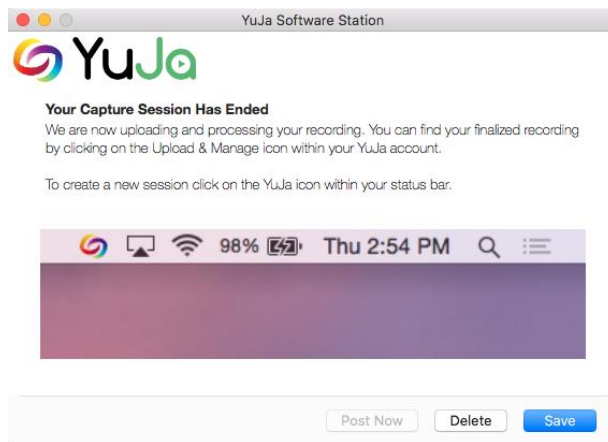 YuJa Software Station
YuJa
Your Capture Session Has Ended
We are now uploading and processing your recording. You can find your finalized recording
by clicking on the Upload & Manage icon within your YuJa account.
To create a new session click on the YuJa icon within your status bar.
98% Thu 2:54 PM
Post Now Delete Save